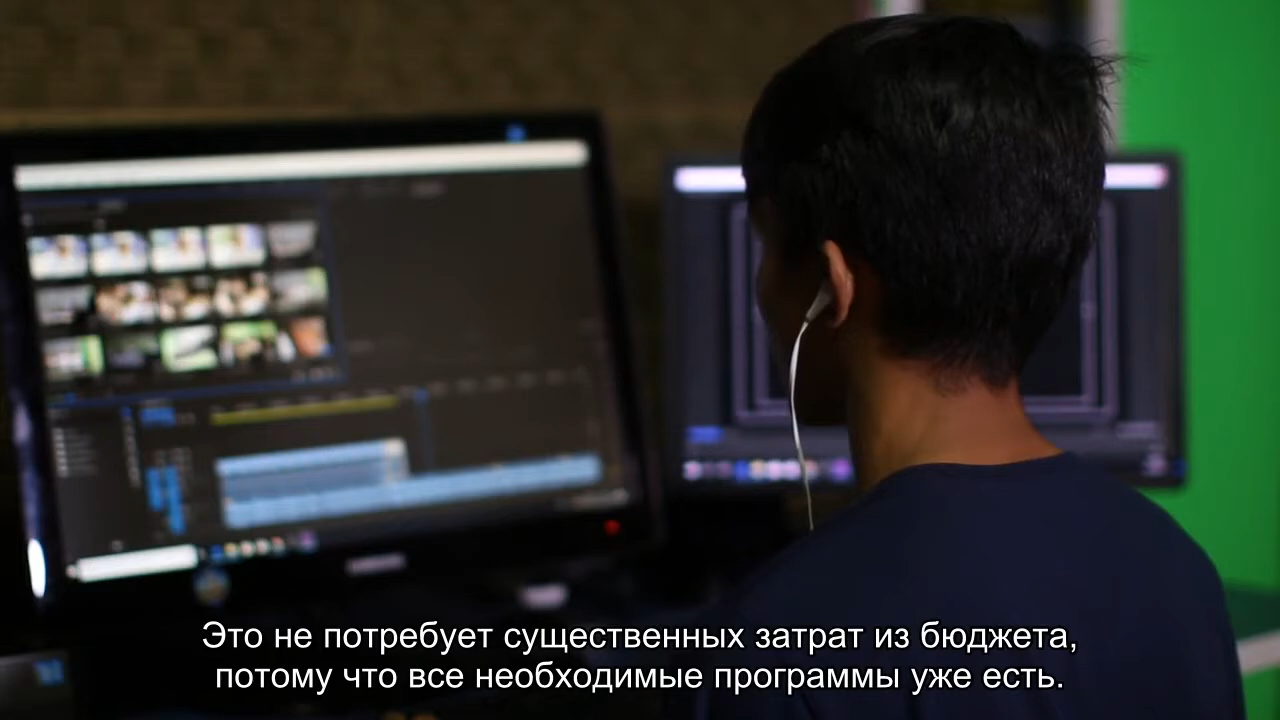 Это не потребует существенных затрат из бюджета,
потому что все необходимые программы уже есть.